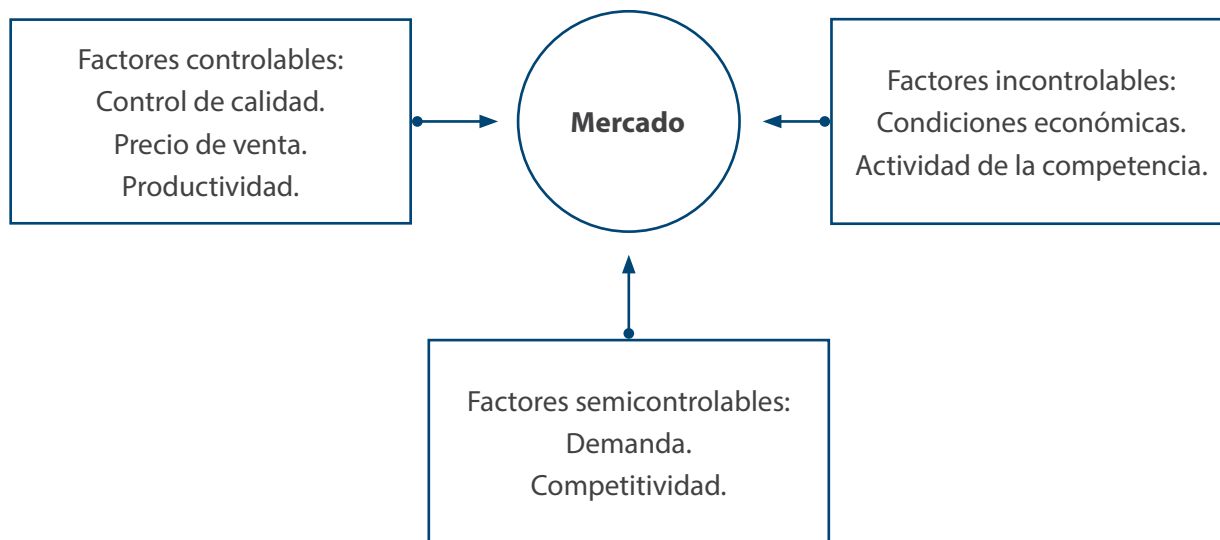 Factores controlables:
Control de calidad.
Precio de venta.
Productividad.
Mercado
Factores incontrolables:
Condiciones económicas.
Actividad de la competencia.
Factores semicontrolables:
Demanda.
Competitividad.